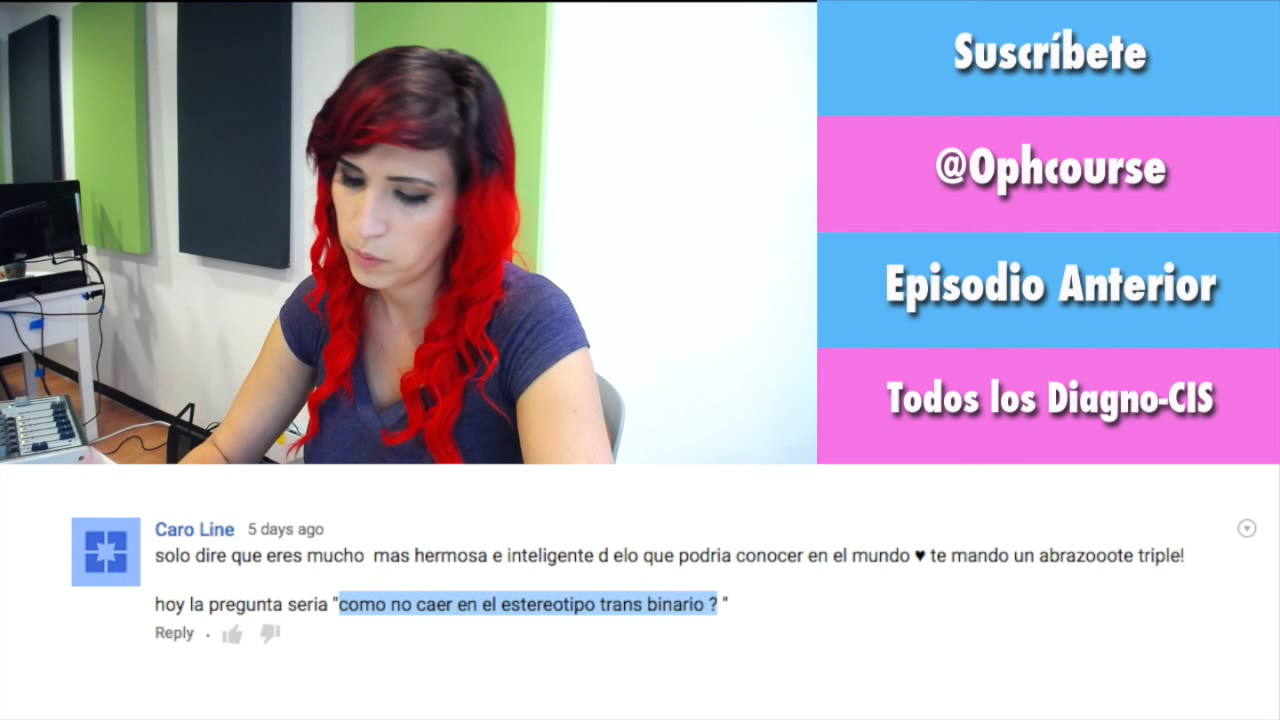 Suscríbete
@Ophcourse
Episodio Anterior
Todos los Diagno-CIS
Caro Line 5 days ago
solo dire que eres mucho mas hermosa e inteligente d elo que podria conocer en el mundo ♥ te mando un abrazooote triple!
hoy la pregunta seria "como no caer en el estereotipo trans binario ? "
Reply